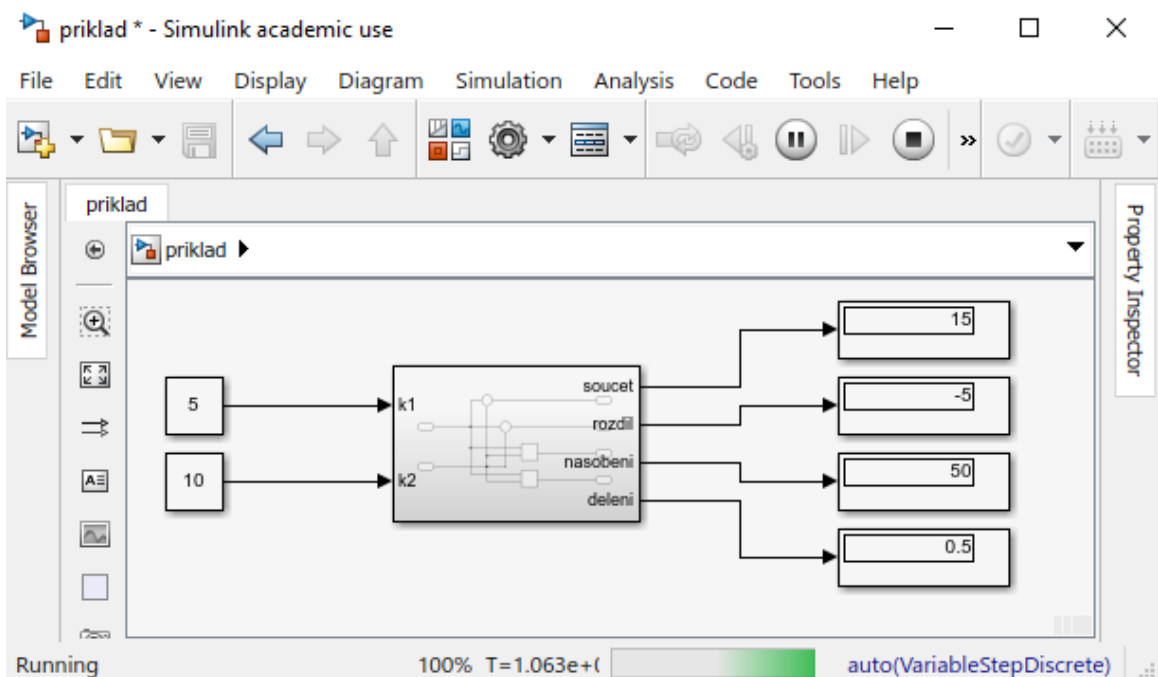 priklad * - Simulink academic use
File Edit View Display Diagram Simulation Analysis Code Tools Help
Model Browser
priklad
priklad
Property Inspector
5
10
k1
k2
soucet
rozdil
nasobeni
deleni
15
-5
50
0.5
Running 100% T=1.063e+( auto(VariableStepDiscrete)